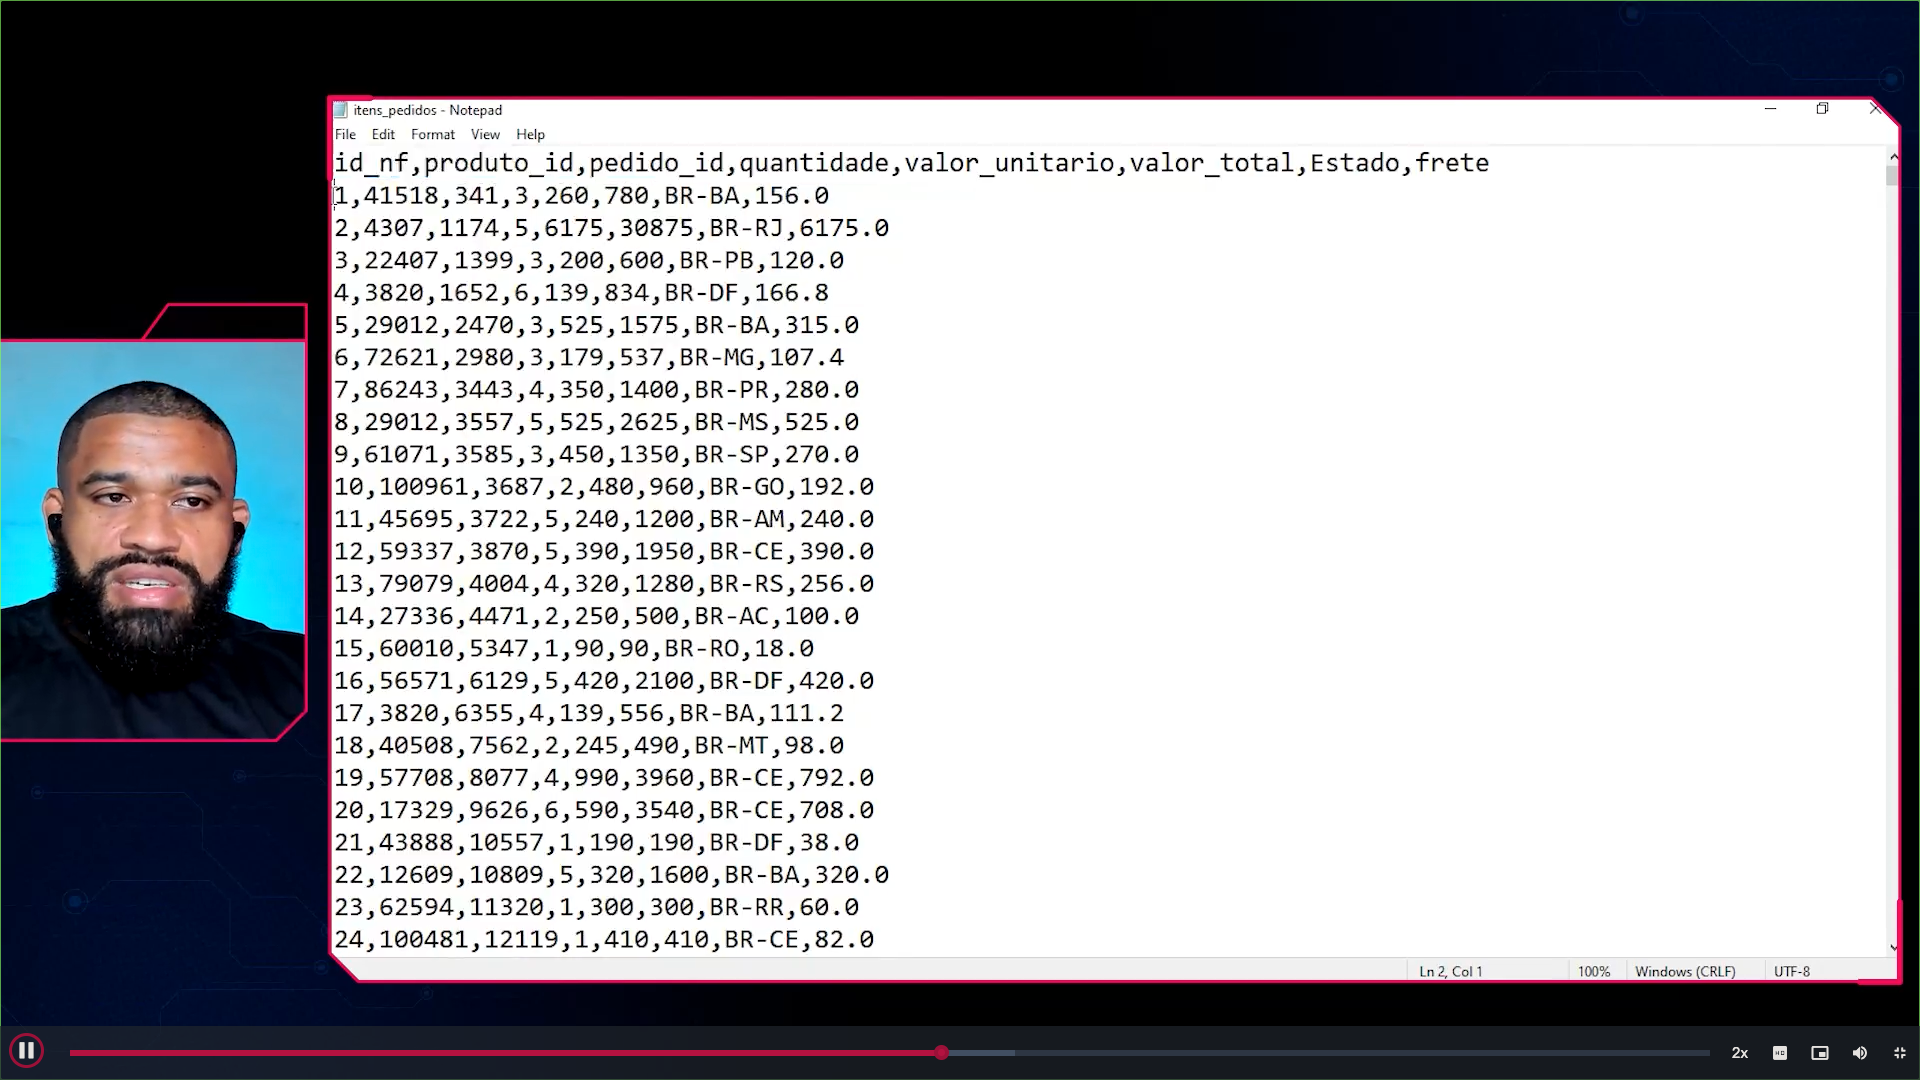 itens_pedidos - Notepad
File Edit Format View Help
id_nf,produto_id,pedido_id,quantidade,valor_unitario,valor_total,Estado,frete
1,41518,341,3,260,780,BR-BA,156.0
2,4307,1174,5,6175,30875,BR-RJ,6175.0
3,22407,1399,3,200,600,BR-PB,120.0
4,3820,1652,6,139,834,BR-DF,166.8
5,29012,2470,3,525,1575,BR-BA,315.0
6,72621,2980,3,179,537,BR-MG,107.4
7,86243,3443,4,350,1400,BR-PR,280.0
8,29012,3557,5,525,2625,BR-MS,525.0
9,61071,3585,3,450,1350,BR-SP,270.0
10,100961,3687,2,480,960,BR-GO,192.0
11,45695,3722,5,240,1200,BR-AM,240.0
12,59337,3870,5,390,1950,BR-CE,390.0
13,79079,4004,4,320,1280,BR-RS,256.0
14,27336,4471,2,250,500,BR-AC,100.0
15,60010,5347,1,90,90,BR-RO,18.0
16,56571,6129,5,420,2100,BR-DF,420.0
17,3820,6355,4,139,556,BR-BA,111.2
18,40508,7562,2,245,490,BR-MT,98.0
19,57708,8077,4,990,3960,BR-CE,792.0
20,17329,9626,6,590,3540,BR-CE,708.0
21,43888,10557,1,190,190,BR-DF,38.0
22,12609,10809,5,320,1600,BR-BA,320.0
23,62594,11320,1,300,300,BR-RR,60.0
24,100481,12119,1,410,410,BR-CE,82.0
Ln 2, Col 1 100% Windows (CRLF) UTF-8
2x HD